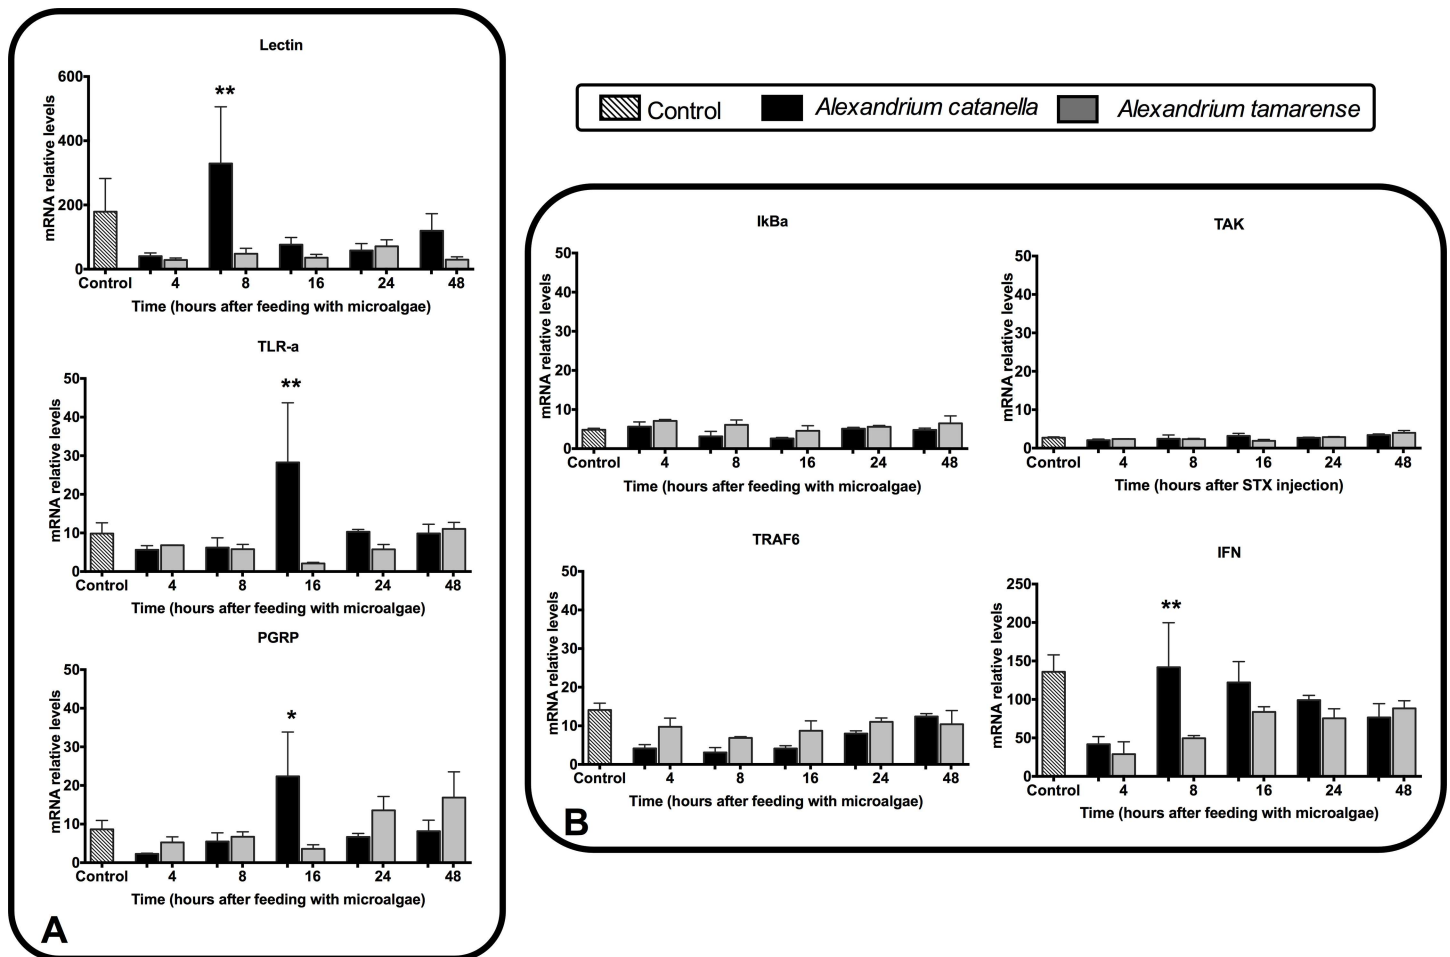 Lectin
**
mRNA relative levels
600
400
200
0
Control 4 8 16 24 48
Time (hours after feeding with microalgae)
TLR-a
**
mRNA relative levels
50
40
30
20
10
0
Control 4 8 16 24 48
Time (hours after feeding with microalgae)
PGRP
*
mRNA relative levels
50
40
30
20
10
0
Control 4 8 16 24 48
Time (hours after feeding with microalgae)
A
Control Alexandrium catanella Alexandrium tamarense
IkBa
mRNA relative levels
50
40
30
20
10
0
Control 4 8 16 24 48
Time (hours after feeding with microalgae)
TAK
mRNA relative levels
50
40
30
20
10
0
Control 4 8 16 24 48
Time (hours after STX injection)
TRAF6
mRNA relative levels
50
40
30
20
10
0
Control 4 8 16 24 48
Time (hours after feeding with microalgae)
IFN
**
mRNA relative levels
250
200
150
100
50
0
Control 4 8 16 24 48
Time (hours after feeding with microalgae)
B